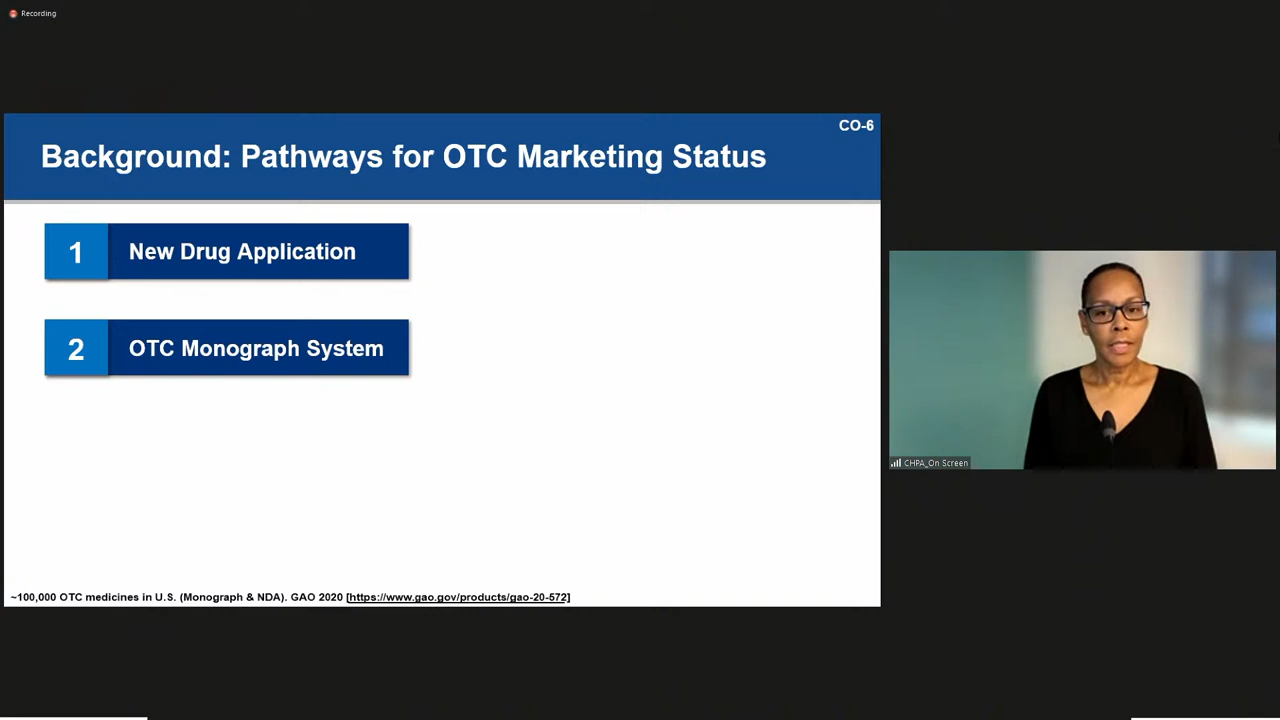 Recording
CO-6
Background: Pathways for OTC Marketing Status
1 New Drug Application
2 OTC Monograph System
~100,000 OTC medicines in U.S. (Monograph & NDA). GAO 2020 [https://www.gao.gov/products/gao-20-572]
CHPA_On Screen